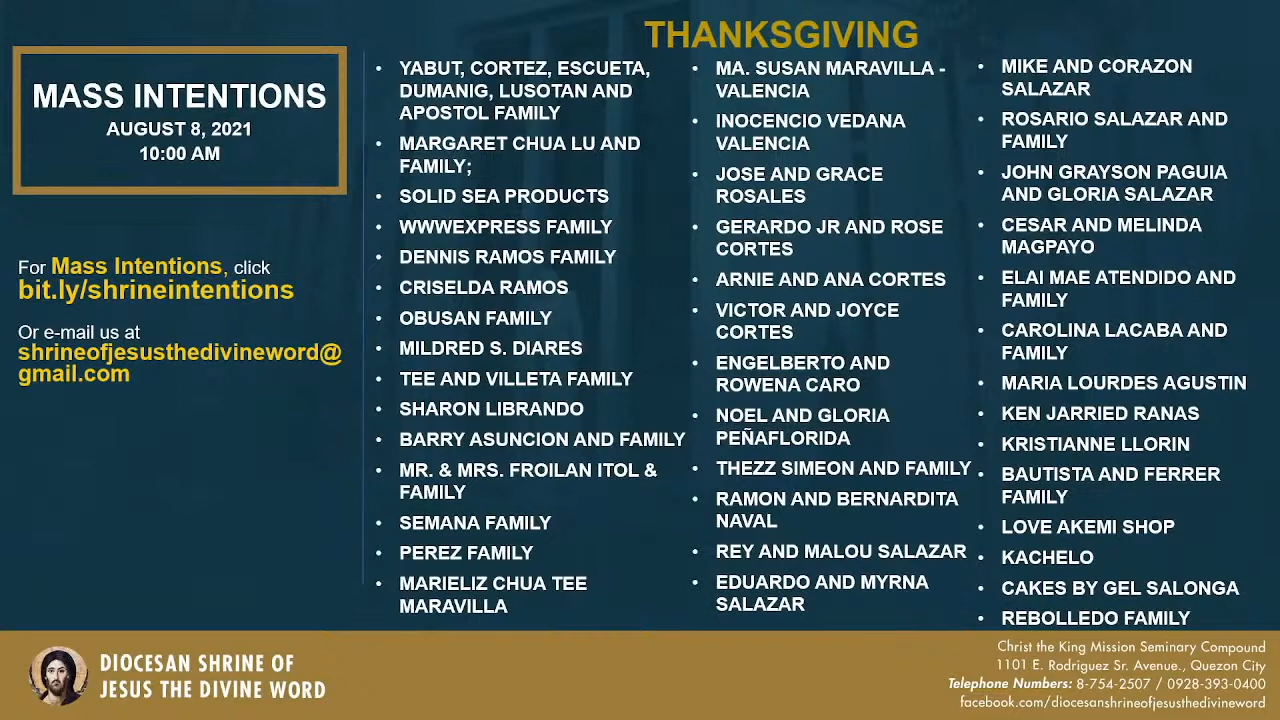 THANKSGIVING
MASS INTENTIONS
AUGUST 8, 2021
10:00 AM
For Mass Intentions, click
bit.ly/shrineintentions
Or e-mail us at
shrineofjesusthedivineword@
gmail.com
• YABUT, CORTEZ, ESCUETA,
DUMANIG, LUSOTAN AND
APOSTOL FAMILY
• MARGARET CHUA LU AND
FAMILY;
• SOLID SEA PRODUCTS
• WWWEXPRESS FAMILY
• DENNIS RAMOS FAMILY
• CRISELDA RAMOS
• OBUSAN FAMILY
• MILDRED S. DIARES
• TEE AND VILLETA FAMILY
• SHARON LIBRANDO
• BARRY ASUNCION AND FAMILY
• MR. & MRS. FROILAN ITOL &
FAMILY
• SEMANA FAMILY
• PEREZ FAMILY
• MARIELIZ CHUA TEE
MARAVILLA
• MA. SUSAN MARAVILLA -
VALENCIA
• INOCENCIO VEDANA
VALENCIA
• JOSE AND GRACE
ROSALES
• GERARDO JR AND ROSE
CORTES
• ARNIE AND ANA CORTES
• VICTOR AND JOYCE
CORTES
• ENGELBERTO AND
ROWENA CARO
• NOEL AND GLORIA
PEÑAFLORIDA
• THEZZ SIMEON AND FAMILY
• RAMON AND BERNARDITA
NAVAL
• REY AND MALOU SALAZAR
• EDUARDO AND MYRNA
SALAZAR
• MIKE AND CORAZON
SALAZAR
• ROSARIO SALAZAR AND
FAMILY
• JOHN GRAYSON PAGUIA
AND GLORIA SALAZAR
• CESAR AND MELINDA
MAGPAYO
• ELAI MAE ATENDIDO AND
FAMILY
• CAROLINA LACABA AND
FAMILY
• MARIA LOURDES AGUSTIN
• KEN JARRIED RANAS
• KRISTIANNE LLORIN
• BAUTISTA AND FERRER
FAMILY
• LOVE AKEMI SHOP
• KACHELO
• CAKES BY GEL SALONGA
• REBOLLEDO FAMILY
DIOCESAN SHRINE OF
JESUS THE DIVINE WORD
Christ the King Mission Seminary Compound
1101 E. Rodriguez Sr. Avenue., Quezon City
Telephone Numbers: 8-754-2507 / 0928-393-0400
facebook.com/diocesanshrineofjesusthedivineword